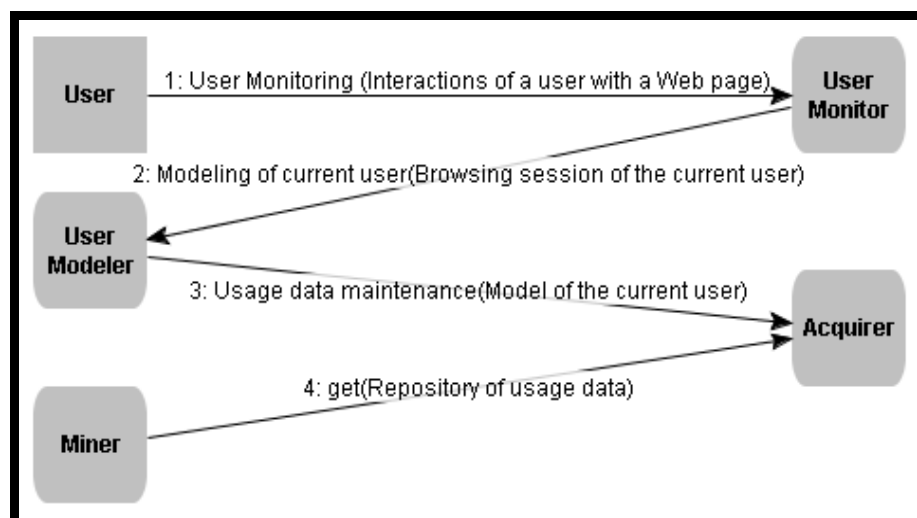 User
1: User Monitoring (Interactions of a user with a Web page)
User
Monitor
2: Modeling of current user(Browsing session of the current user)
User
Modeler
3: Usage data maintenance(Model of the current user)
Acquirer
4: get(Repository of usage data)
Miner